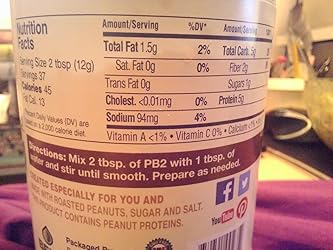 Nutrition
Facts
Serving Size 2 tbsp (12g)
Servings 37
Calories 45
Fat Cal. 13
Percent Daily Values (DV) are
based on a 2,000 calorie diet.
Amount/Serving %DV*
Total Fat 1.5g 2%
Sat. Fat 0g 0%
Trans Fat 0g
Cholest. <0.01mg 0%
Sodium 94mg 4%
Amount/Serving
Total Carb. 5g
Fiber 2g
Sugars 1g
Protein 5g
Vitamin A <1% • Vitamin C 0% • Calcium <1%
Directions: Mix 2 tbsp. of PB2 with 1 tbsp. of
water and stir until smooth. Prepare as needed.
CREATED ESPECIALLY FOR YOU AND
MADE WITH ROASTED PEANUTS, SUGAR AND SALT.
THIS PRODUCT CONTAINS PEANUT PROTEINS.
You Tube
Packaged